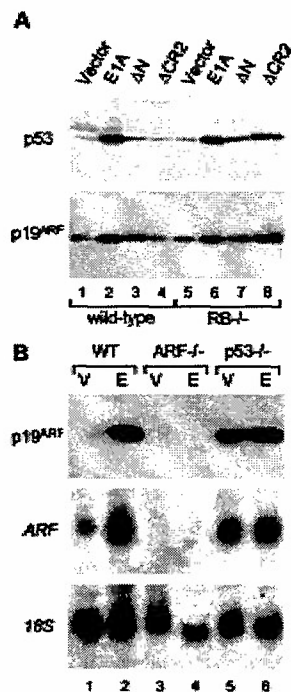 A
Vector E1A ΔN ΔCR2 Vector E1A ΔN ΔCR2
p53
p19ARF
1 2 3 4 5 6 7 8
wild-type RB-/-
B
WT ARF-/- p53-/-
V E V E V E
p19ARF
ARF
18S
1 2 3 4 5 6